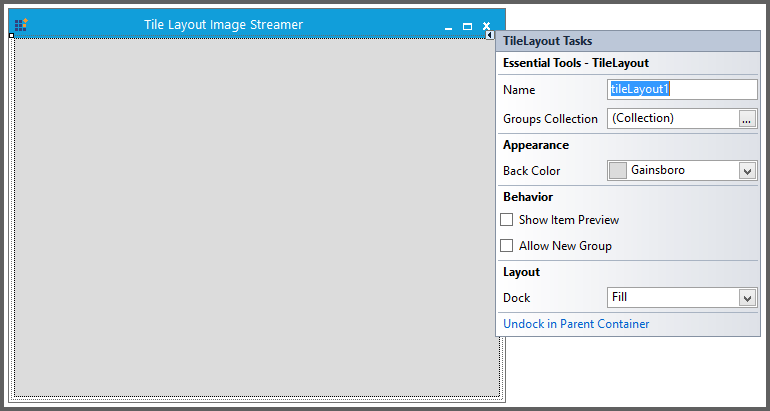 Tile Layout Image Streamer
TileLayout Tasks
Essential Tools - TileLayout
Name tileLayout1
Groups Collection (Collection) ...
Appearance
Back Color Gainsboro
Behavior
Show Item Preview
Allow New Group
Layout
Dock Fill
Undock in Parent Container